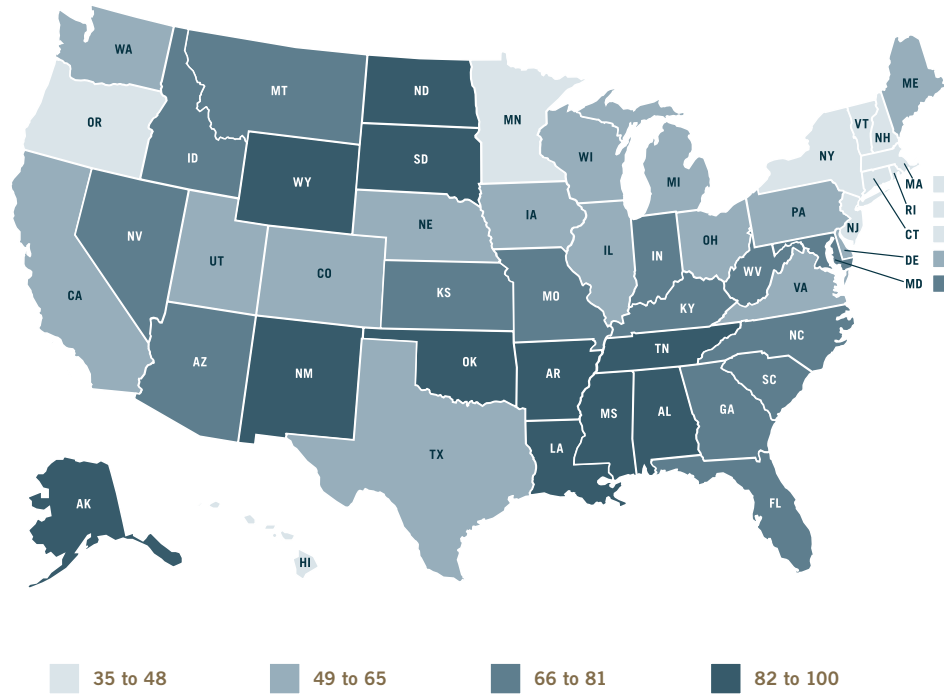 WA
ME
MT
ND
MN
OR
VT
NH
NY
WI
ID
SD
MI
WY
MA
RI
IA
PA
NE
NJ
CT
NV
OH
IL
IN
UT
DE
CO
WV
MD
VA
CA
KS
MO
KY
NC
TN
AZ
OK
NM
AR
SC
MS
AL
GA
LA
TX
AK
FL
HI
35 to 48
49 to 65
66 to 81
82 to 100